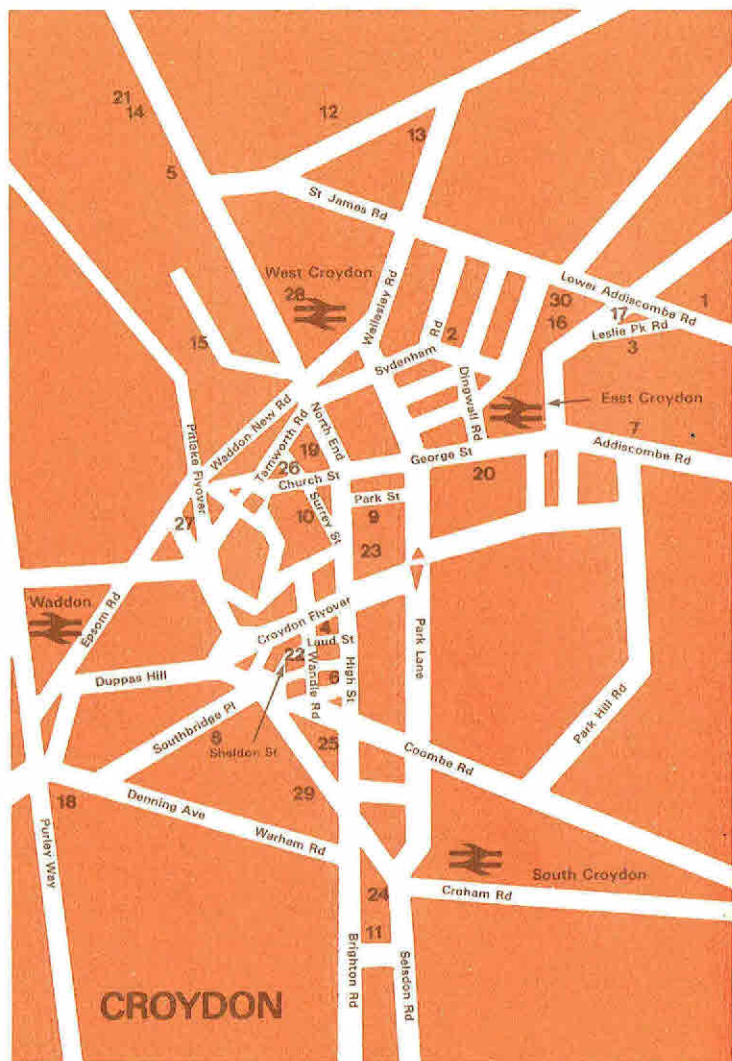 21
14
12
13
5
St James Rd
West Croydon
28
Wellesley Rd
Lower Addiscombe Rd
1
30
17
16
Leslie Pk Rd
3
15
Sydenham Rd
2
Dingwall Rd
East Croydon
7
Addiscombe Rd
Waddon New Rd
Tamworth Rd
North End
19
George St
20
Pitlake Flyover
26
Church St
Surrey St
Park St
10
9
27
23
Waddon
Epsom Rd
Croydon Flyover
4
Laud St
22
Wandle Rd
High St
6
Park Lane
Duppas Hill
Southbridge Pl
8
Sheldon St
25
Coombe Rd
Park Hill Rd
18
Denning Ave
29
Warham Rd
Purley Way
South Croydon
24
Croham Rd
11
Brighton Rd
Selsdon Rd
CROYDON